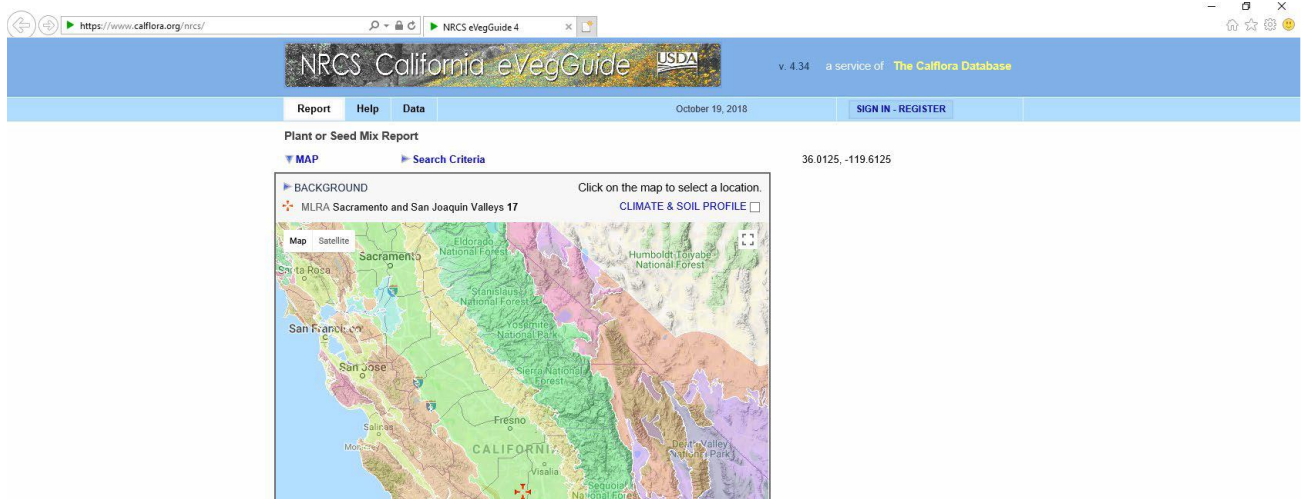 https://www.calflora.org/nrcs/
NRCS eVegGuide 4
NRCS California eVegGuide
USDA
v. 4.34 a service of The Calflora Database
Report Help Data
October 19, 2018
SIGN IN - REGISTER
Plant or Seed Mix Report
MAP
Search Criteria
36.0125, -119.6125
BACKGROUND
Click on the map to select a location.
MLRA Sacramento and San Joaquin Valleys 17
CLIMATE & SOIL PROFILE
Map Satellite
Eldorado
National Forest
Sacramento
Humboldt-Toiyabe
National Forest
Santa Rosa
Stanislaus
National Forest
San Francisco
Yosemite
National Park
San Jose
Sierra National
Forest
Fresno
Salinas
Monterey
Death Valley
National Park
CALIFORNIA
Visalia
Sequoia
National Forest